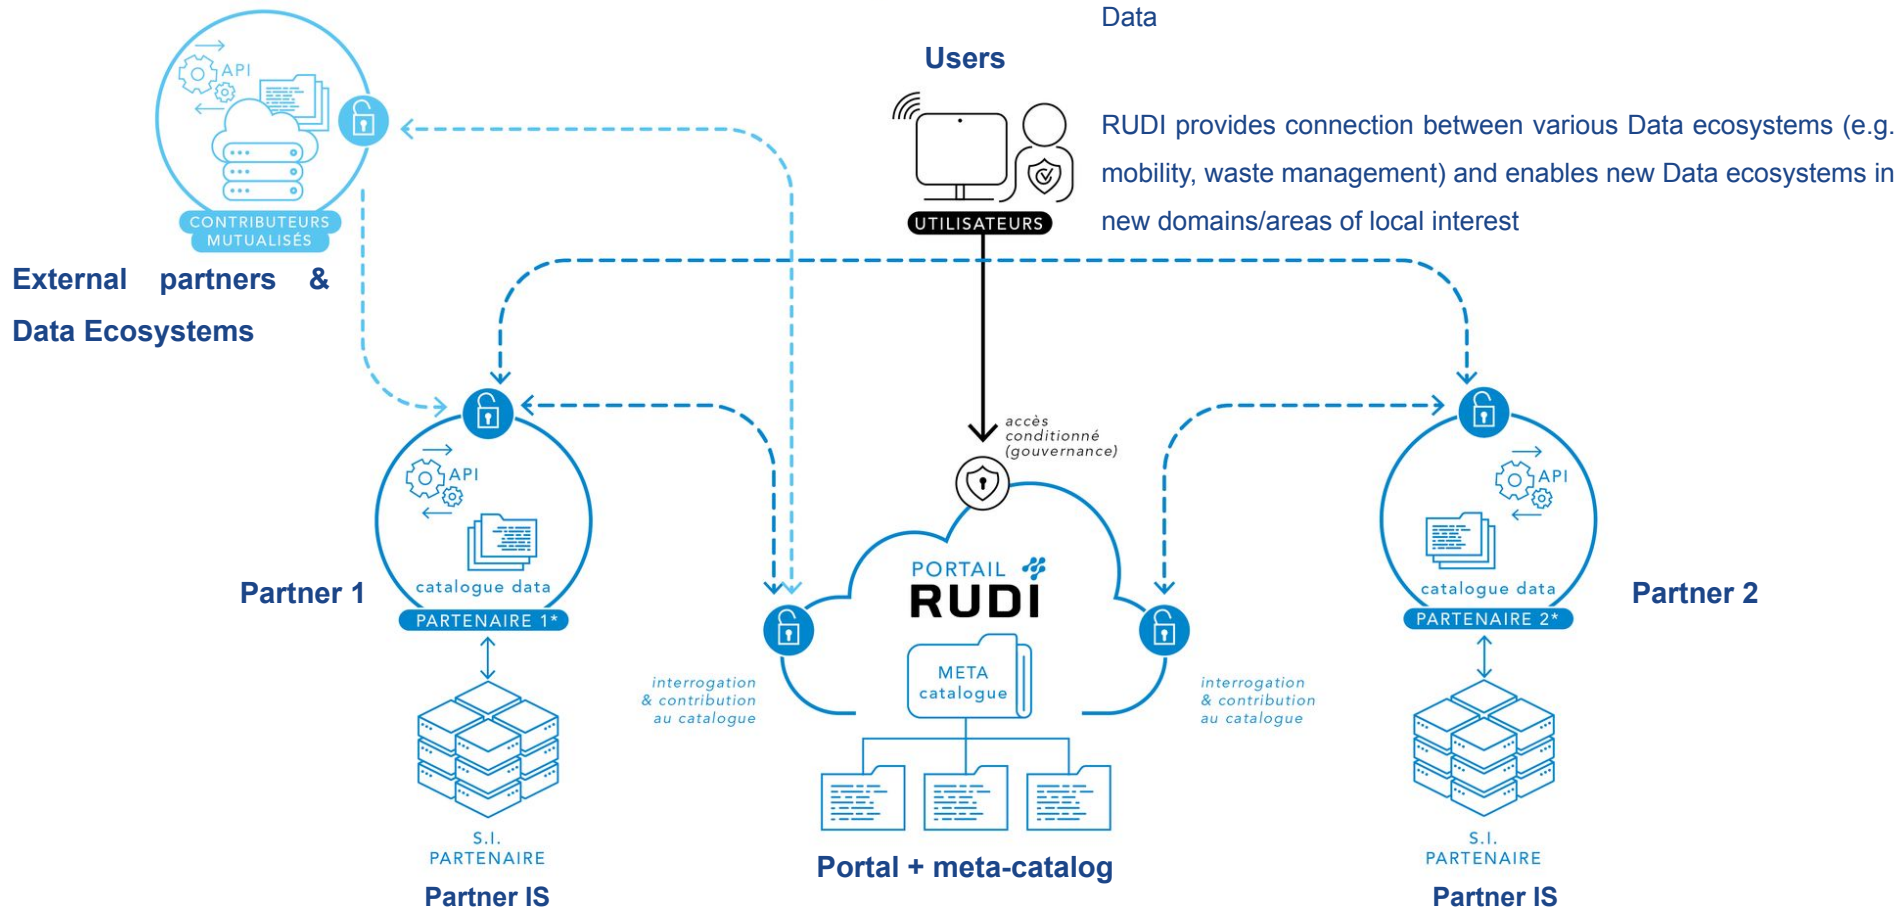 Data
Users
RUDI provides connection between various Data ecosystems (e.g.
mobility, waste management) and enables new Data ecosystems in
new domains/areas of local interest
UTILISATEURS
API
CONTRIBUTEURS
MUTUALISÉS
External partners &
Data Ecosystems
accès
conditionné
(gouvernance)
API
catalogue data
PARTENAIRE 1*
Partner 1
PORTAIL
RUDI
META
catalogue
API
catalogue data
PARTENAIRE 2*
Partner 2
interrogation
& contribution
au catalogue
interrogation
& contribution
au catalogue
S.I.
PARTENAIRE
Partner IS
Portal + meta-catalog
S.I.
PARTENAIRE
Partner IS